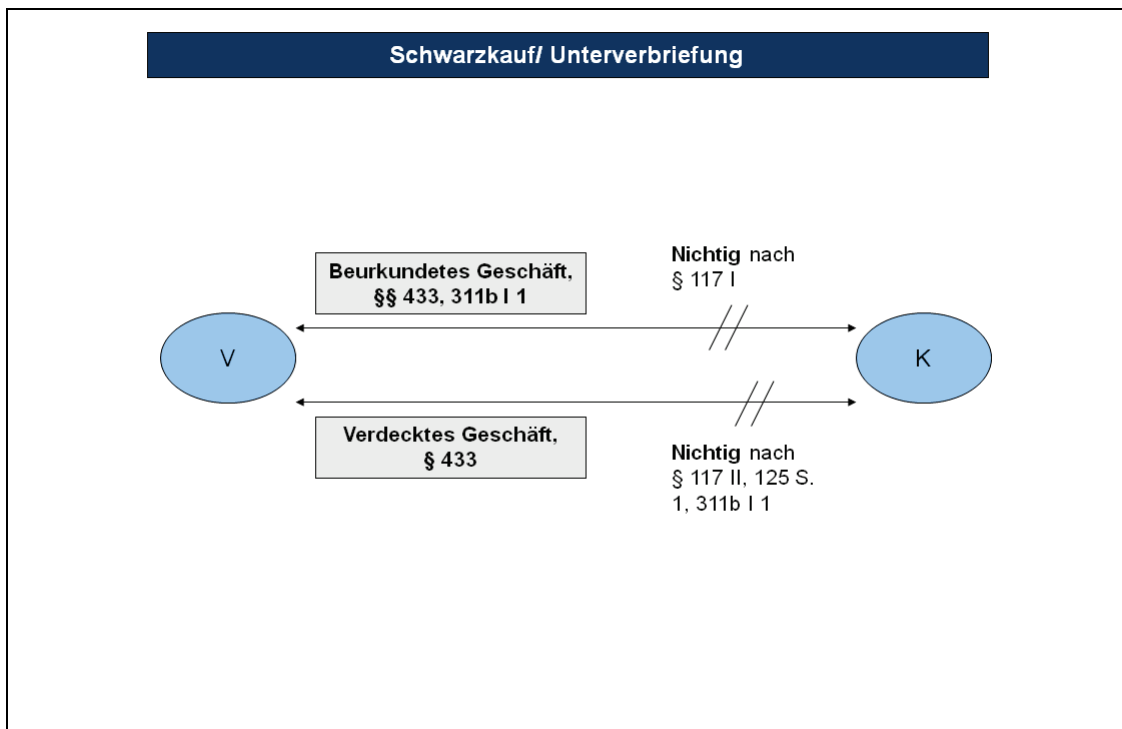 Schwarzkauf/ Unterverbriefung
Beurkundetes Geschäft,
§§ 433, 311b I 1
Nichtig nach
§ 117 I
V
K
Verdecktes Geschäft,
§ 433
Nichtig nach
§ 117 II, 125 S.
1, 311b I 1